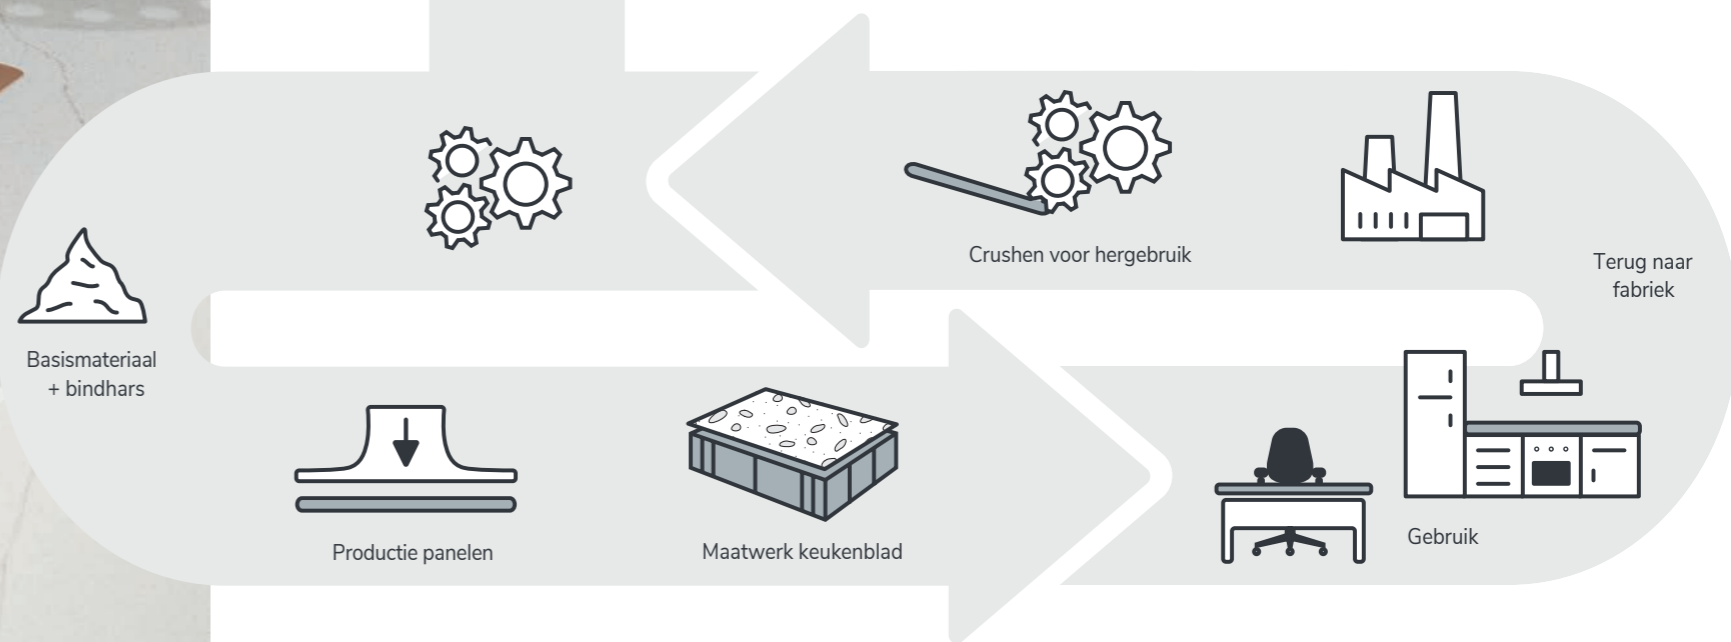 Crushen voor hergebruik
Terug naar
fabriek
Basismateriaal
+ bindhars
Productie panelen
Maatwerk keukenblad
Gebruik